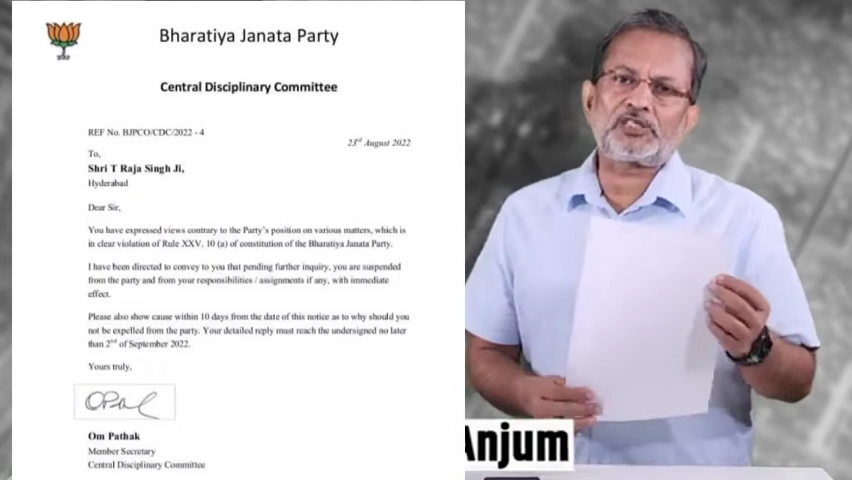 Bharatiya Janata Party
Central Disciplinary Committee
REF No. BJPCO/CDC/2022 - 4
23rd August 2022
To,
Shri T Raja Singh Ji,
Hyderabad
Dear Sir,
You have expressed views contrary to the Party's position on various matters, which is
in clear violation of Rule XXV, 10 (a) of constitution of the Bharatiya Janata Party.
I have been directed to convey to you that pending further inquiry, you are suspended
from the party and from your responsibilities / assignments if any, with immediate
effect.
Please also show cause within 10 days from the date of this notice as to why should you
not be expelled from the party. Your detailed reply must reach the undersigned no later
than 2nd of September 2022.
Yours truly,
Om Pathak
Member Secretary
Central Disciplinary Committee
Anjum